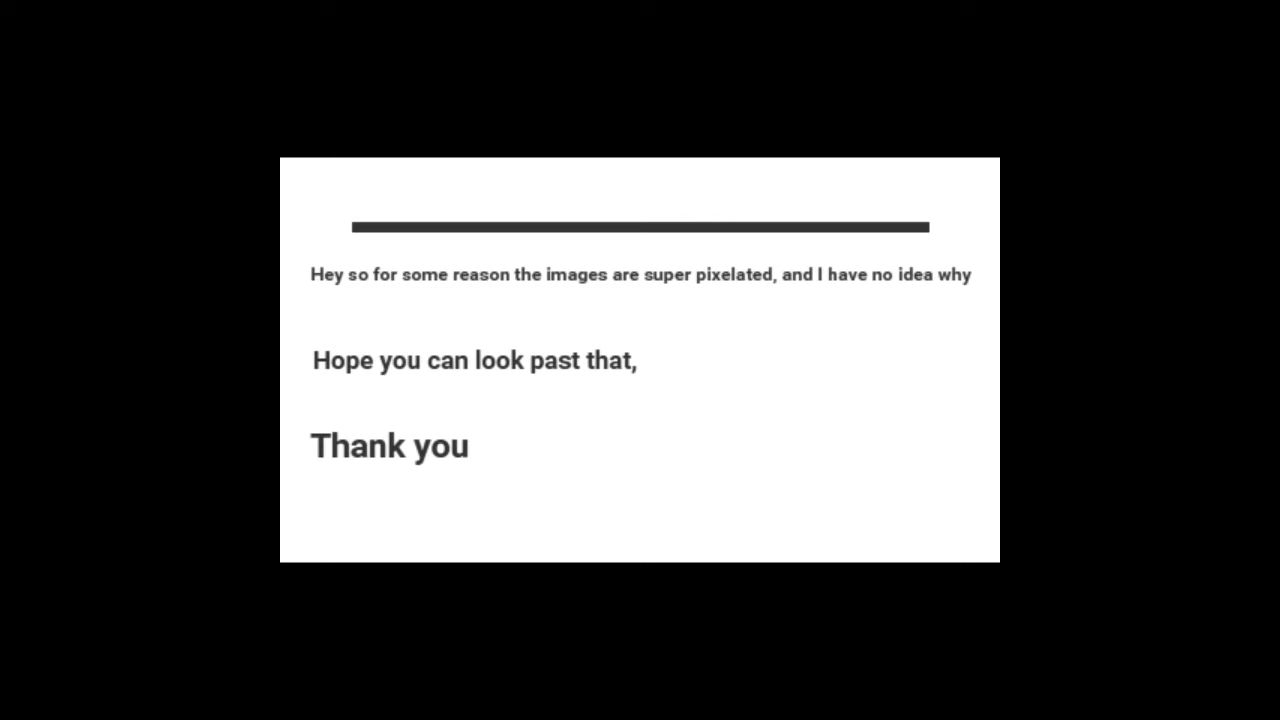 Hey so for some reason the images are super pixelated, and I have no idea why
Hope you can look past that,
Thank you